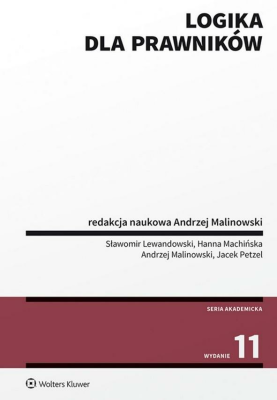 LOGIKA
DLA PRAWNIKÓW
redakcja naukowa Andrzej Malinowski
Sławomir Lewandowski, Hanna Machińska
Andrzej Malinowski, Jacek Petzel
SERIA AKADEMICKA
WYDANIE 11
Wolters Kluwer